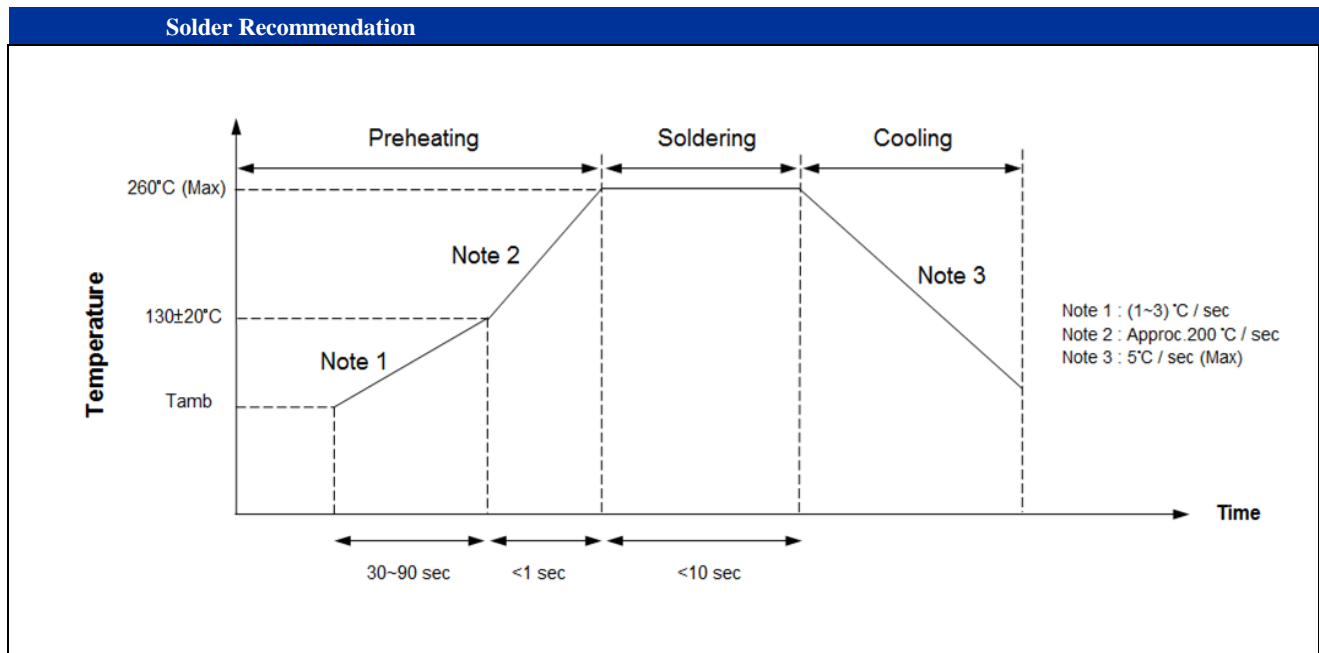 Solder Recommendation
Preheating
Soldering
Cooling
260°C (Max)
Note 2
Note 3
Temperature
130±20°C
Note 1 : (1~3) ℃ / sec
Note 2 : Approc.200 ℃ / sec
Note 3 : 5℃ / sec (Max)
Note 1
Tamb
Time
30~90 sec
<1 sec
<10 sec